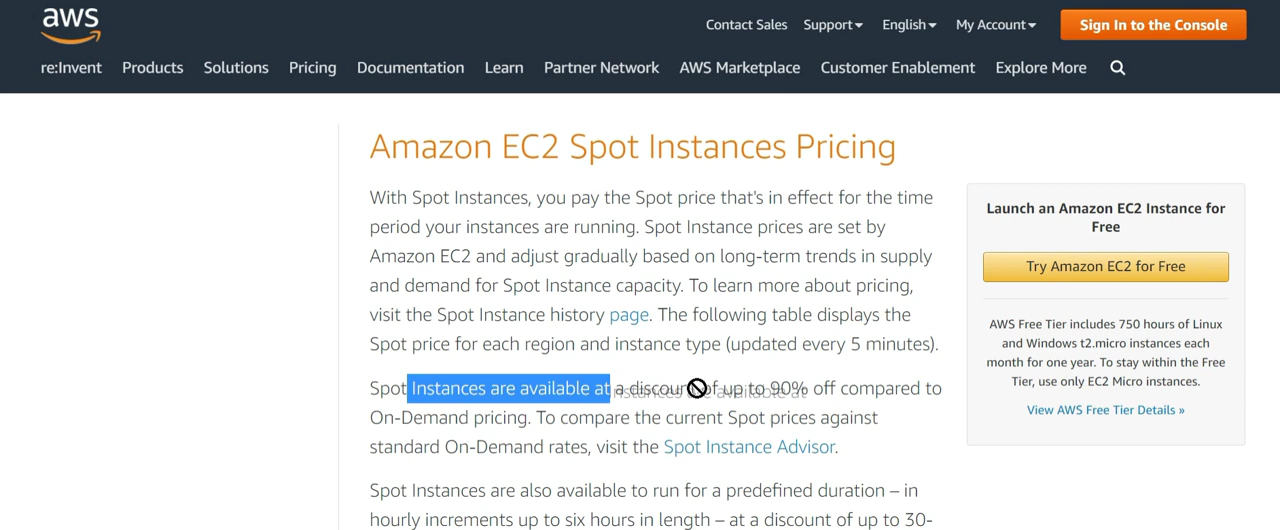 aws
Contact Sales Support English My Account Sign In to the Console
re:Invent Products Solutions Pricing Documentation Learn Partner Network AWS Marketplace Customer Enablement Explore More
Amazon EC2 Spot Instances Pricing
With Spot Instances, you pay the Spot price that's in effect for the time
period your instances are running. Spot Instance prices are set by
Amazon EC2 and adjust gradually based on long-term trends in supply
and demand for Spot Instance capacity. To learn more about pricing,
visit the Spot Instance history page. The following table displays the
Spot price for each region and instance type (updated every 5 minutes).
Spot Instances are available at a discount of up to 90% off compared to
On-Demand pricing. To compare the current Spot prices against
standard On-Demand rates, visit the Spot Instance Advisor.
Spot Instances are also available to run for a predefined duration – in
hourly increments up to six hours in length – at a discount of up to 30-
Launch an Amazon EC2 Instance for
Free
Try Amazon EC2 for Free
AWS Free Tier includes 750 hours of Linux
and Windows t2.micro instances each
month for one year. To stay within the Free
Tier, use only EC2 Micro instances.
View AWS Free Tier Details »